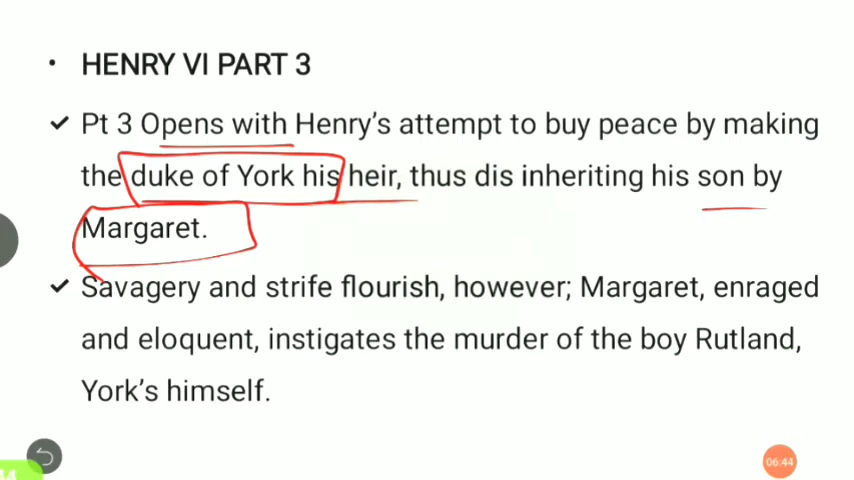 • HENRY VI PART 3
✓ Pt 3 Opens with Henry's attempt to buy peace by making
the duke of York his heir, thus dis inheriting his son by
Margaret.
✓ Savagery and strife flourish, however; Margaret, enraged
and eloquent, instigates the murder of the boy Rutland,
York's himself.
44
06:44